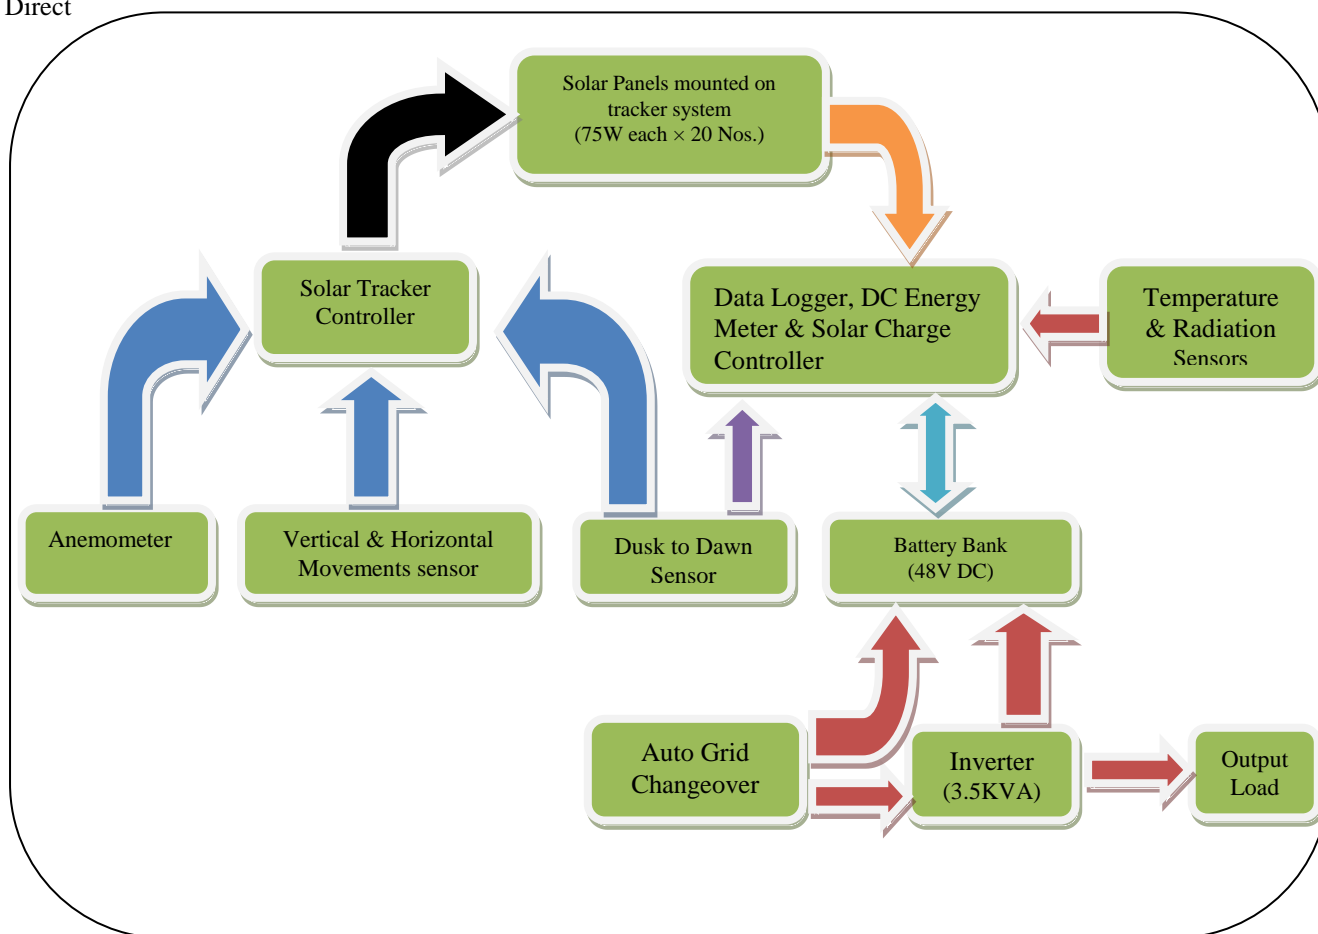 Direct
Solar Panels mounted on
tracker system
(75W each × 20 Nos.)
Solar Tracker
Controller
Data Logger, DC Energy
Meter & Solar Charge
Controller
Temperature
& Radiation
Sensors
Anemometer
Vertical & Horizontal
Movements sensor
Dusk to Dawn
Sensor
Battery Bank
(48V DC)
Auto Grid
Changeover
Inverter
(3.5KVA)
Output
Load